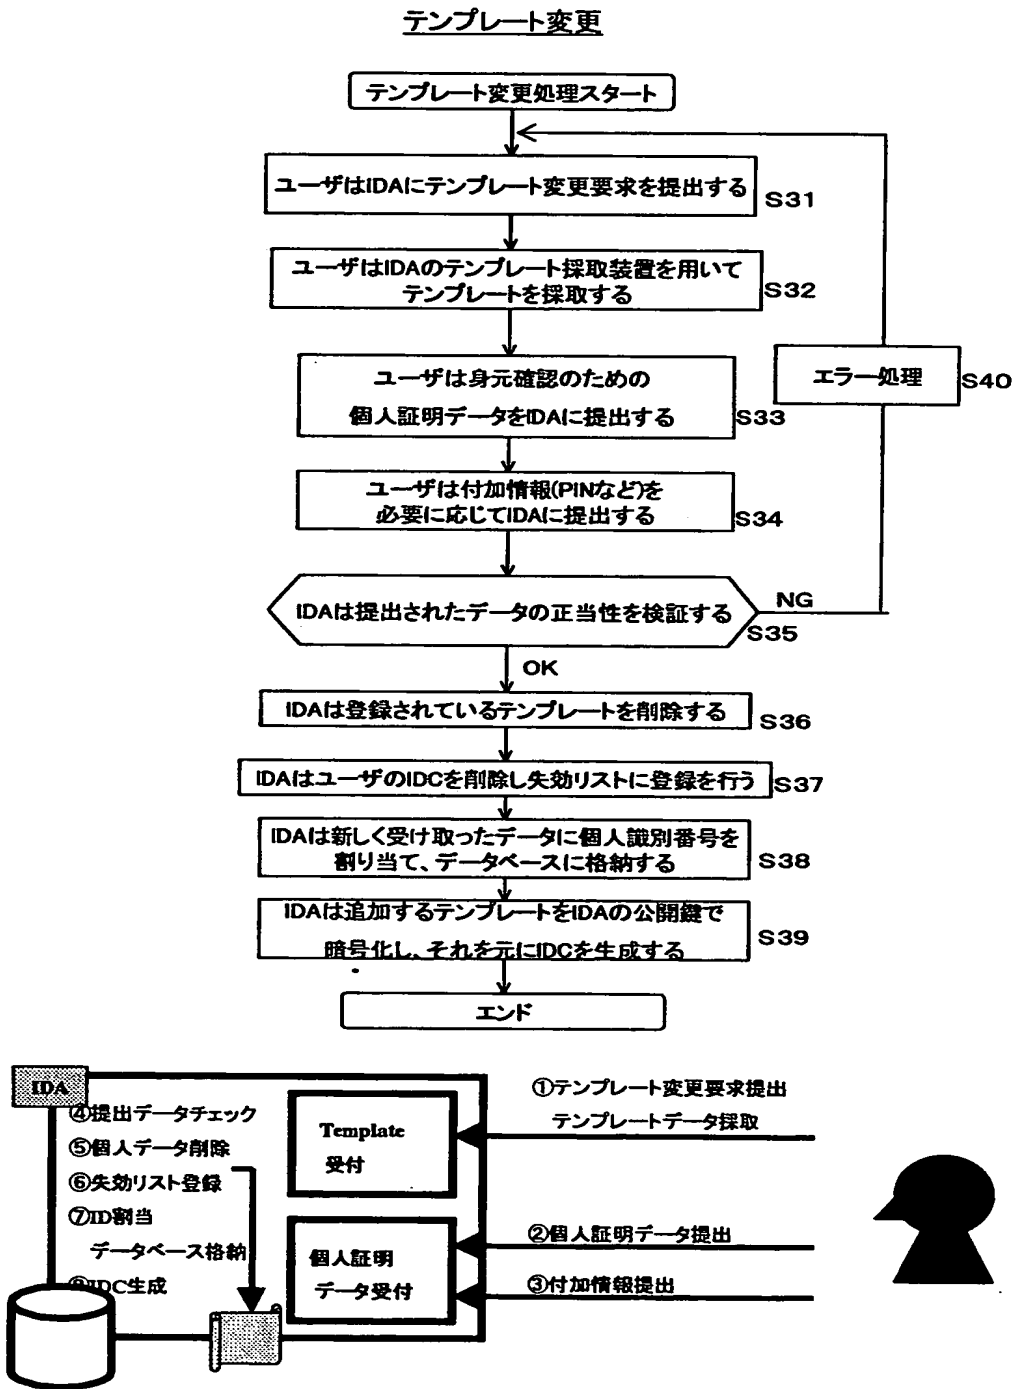 テンプレート変更
テンプレート変更処理スタート
ユーザはIDAにテンプレート変更要求を提出する
S31
ユーザはIDAのテンプレート採取装置を用いて
テンプレートを採取する
S32
ユーザは身元確認のための
個人証明データをIDAに提出する
S33
エラー処理
S40
ユーザは付加情報(PINなど)を
必要に応じてIDAに提出する
S34
IDAは提出されたデータの正当性を検証する
S35
NG
OK
IDAは登録されているテンプレートを削除する
S36
IDAはユーザのIDCを削除し失効リストに登録を行う
S37
IDAは新しく受け取ったデータに個人識別番号を
割り当て、データベースに格納する
S38
IDAは追加するテンプレートをIDAの公開鍵で
暗号化し、それを元にIDCを生成する
S39
エンド
IDA
④提出データチェック
⑤個人データ削除
⑥失効リスト登録
⑦ID割当
データベース格納
⑧IDC生成
Template
受付
個人証明
データ受付
①テンプレート変更要求提出
テンプレートデータ採取
②個人証明データ提出
③付加情報提出